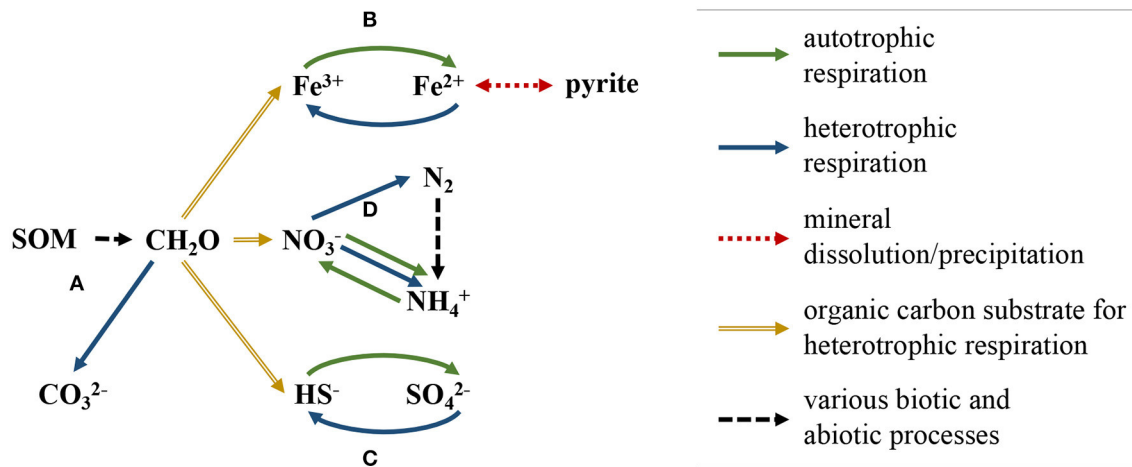 B
Fe³⁺ Fe²⁺ pyrite
N₂
D
SOM CH₂O NO₃⁻
A
NH₄⁺
CO₃²⁻ HS⁻ SO₄²⁻
C
autotrophic
respiration
heterotrophic
respiration
mineral
dissolution/precipitation
organic carbon substrate for
heterotrophic respiration
various biotic and
abiotic processes